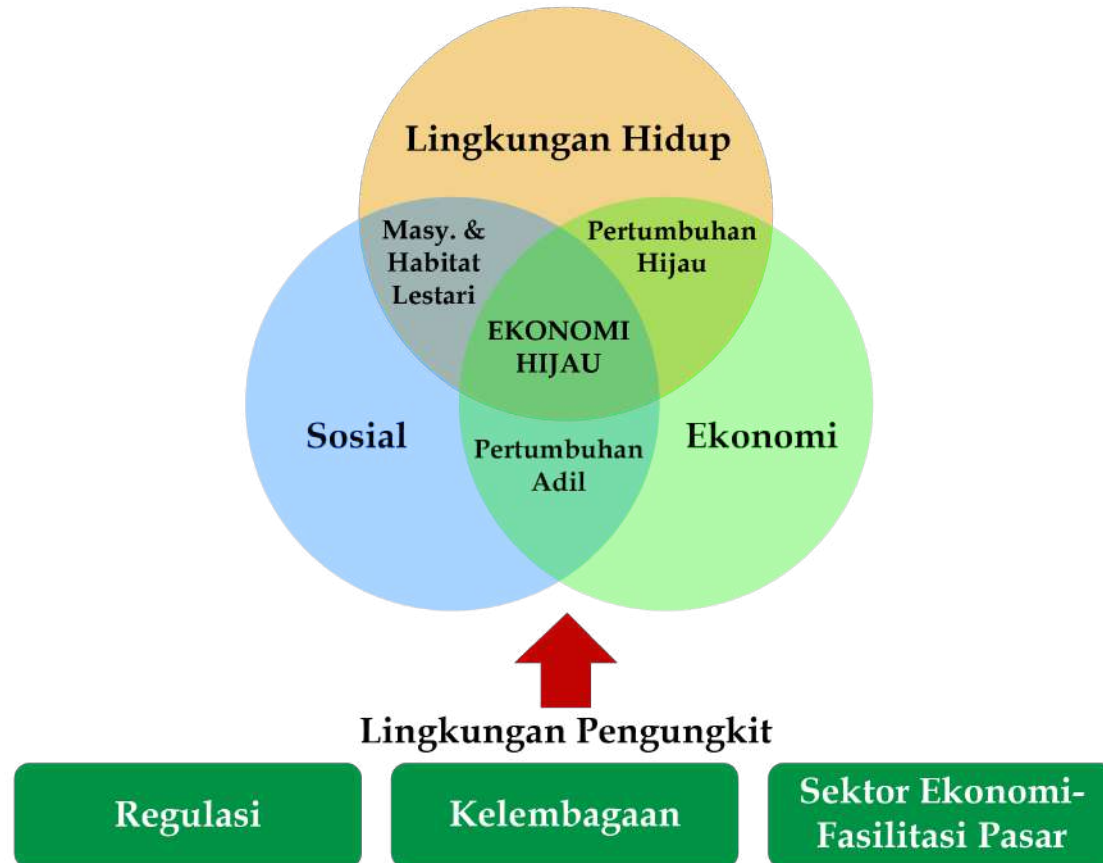 Lingkungan Hidup
Masy. &
Habitat
Lestari
Pertumbuhan
Hijau
EKONOMI
HIJAU
Sosial
Ekonomi
Pertumbuhan
Adil
Lingkungan Pengungkit
Regulasi
Kelembagaan
Sektor Ekonomi-
Fasilitasi Pasar